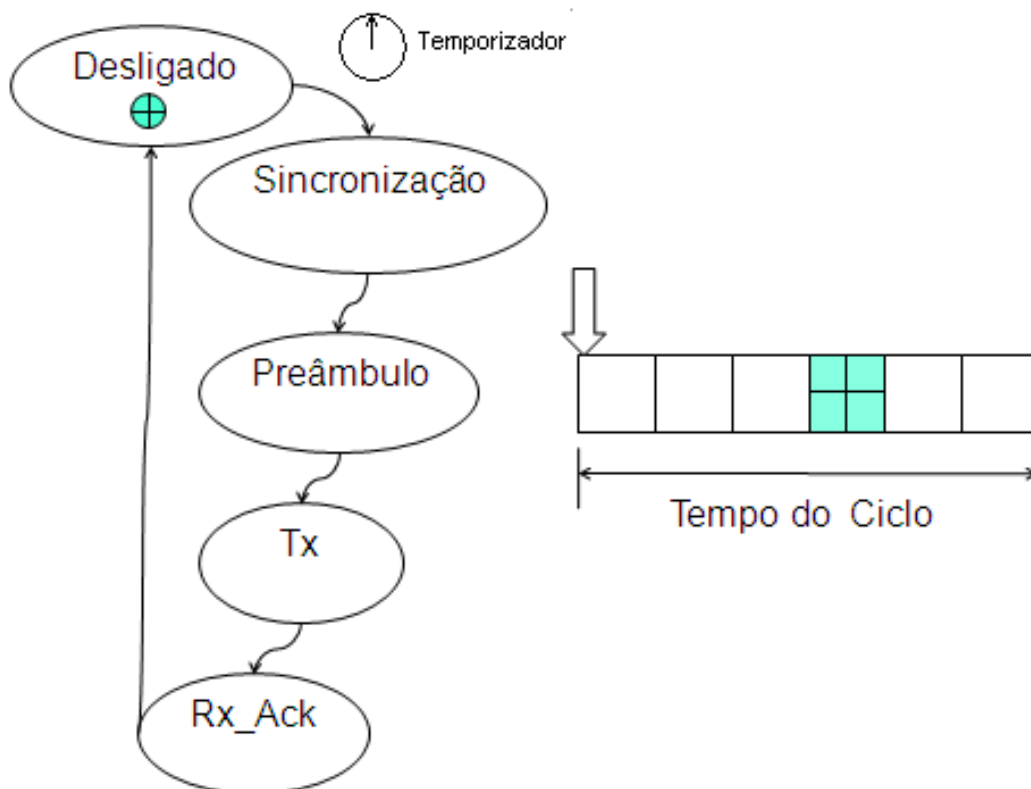 Desligado
Temporizador
Sincronização
Preâmbulo
Tx
Rx_Ack
Tempo do Ciclo